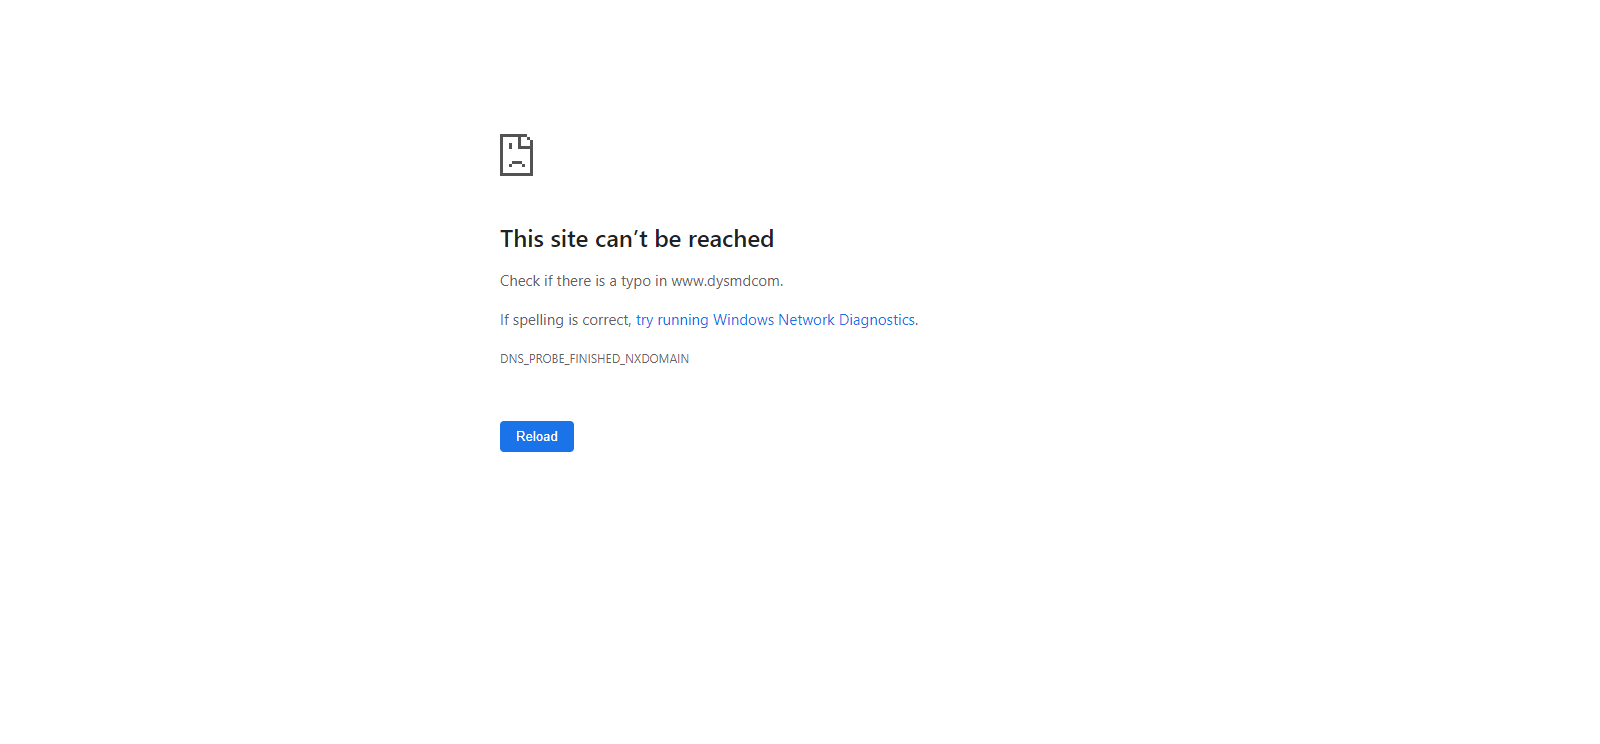 This site can’t be reached
Check if there is a typo in www.dysmdcom.
If spelling is correct, try running Windows Network Diagnostics.
DNS_PROBE_FINISHED_NXDOMAIN
Reload